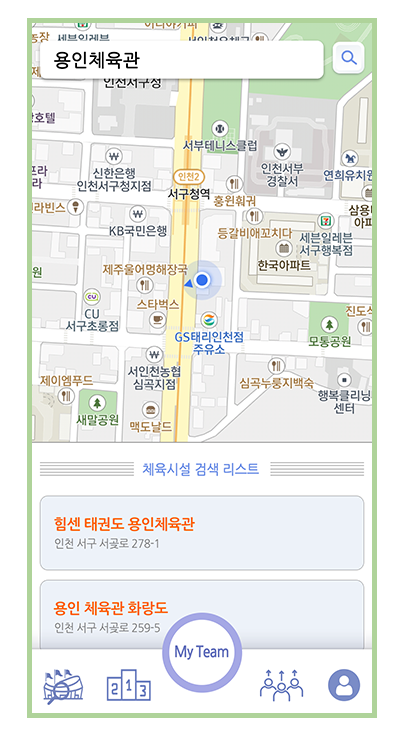 세븐일레븐
용인체육관
인천서구청
호텔
서부테니스클럽
신한은행
인천서구청지점
인천2
인천서부
경찰서
연희유치원
서구청역
홍원훠궈
라빈스
KB국민은행
등갈비애꼬치다
세븐일레븐
서구행복점
한국아파트
제주울어멍해장국
CU
서구초롱점
스타벅스
GS태리인천점
주유소
모통공원
서인천농협
심곡지점
제이엠푸드
심곡누룽지백숙
행복클리닝
센터
새말공원
맥도날드
체육시설 검색 리스트
힘센 태권도 용인체육관
인천 서구 서곶로 278-1
용인 체육관 화랑도
인천 서구 서곶로 259-5
My Team
2 1 3